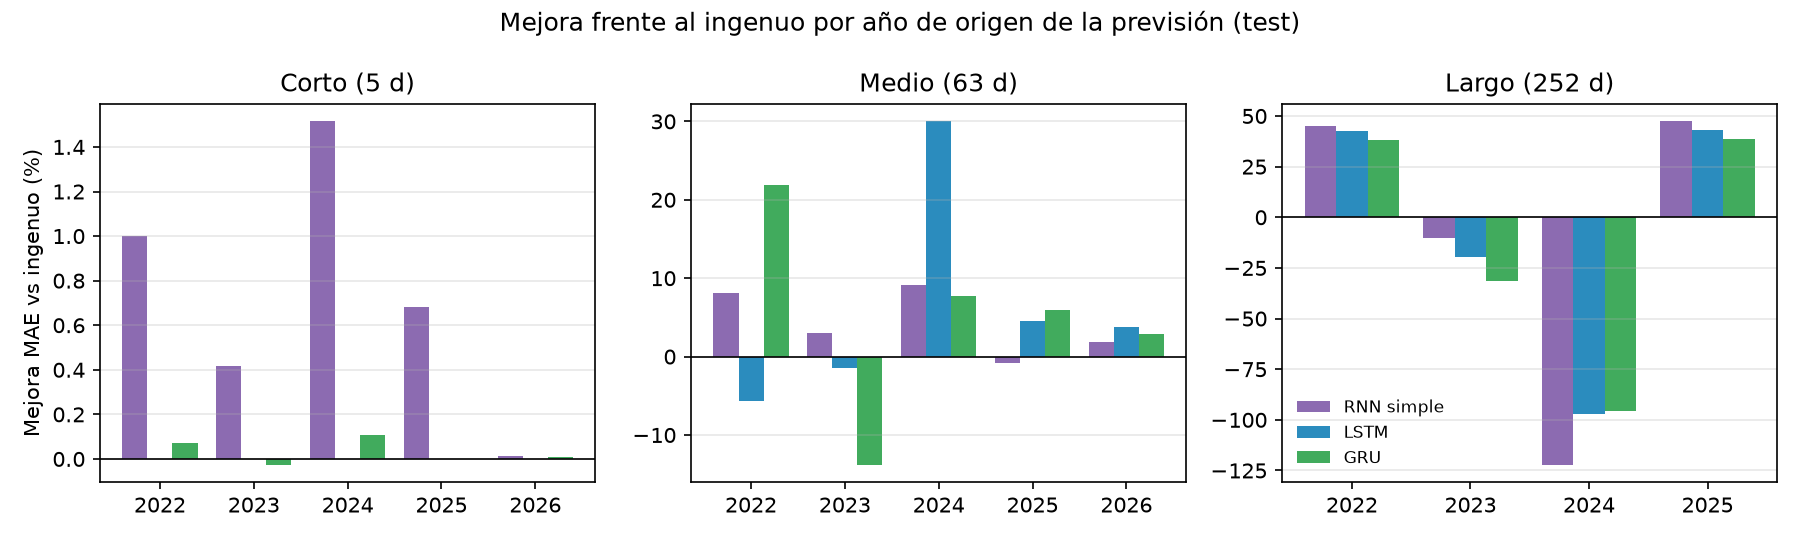 Mejora frente al ingenuo por año de origen de la previsión (test)
Corto (5 d)
Mejora MAE vs ingenuo (%)
1.4
1.2
1.0
0.8
0.6
0.4
0.2
0.0
2022 2023 2024 2025 2026
Medio (63 d)
30
20
10
0
−10
2022 2023 2024 2025 2026
Largo (252 d)
50
25
0
−25
−50
−75
−100
−125
RNN simple
LSTM
GRU
2022 2023 2024 2025